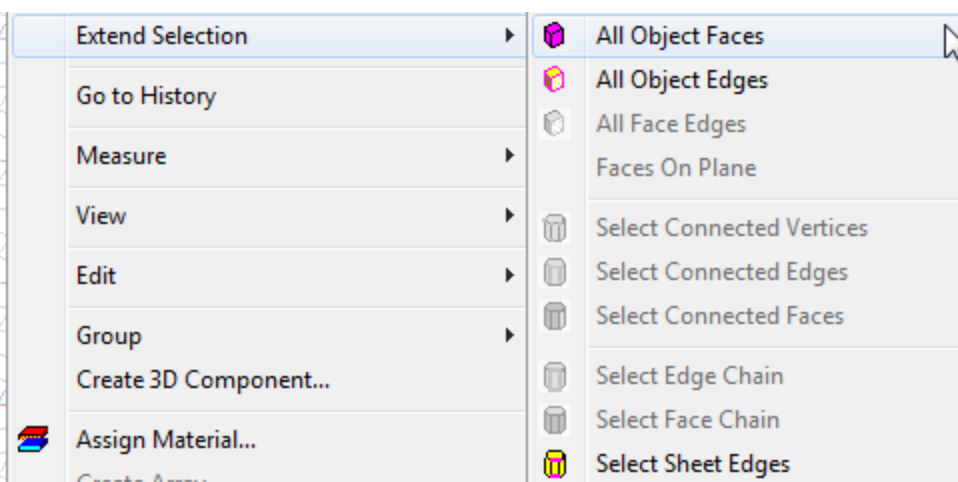 Extend Selection
Go to History
Measure
View
Edit
Group
Create 3D Component...
Assign Material...
Create Array
All Object Faces
All Object Edges
All Face Edges
Faces On Plane
Select Connected Vertices
Select Connected Edges
Select Connected Faces
Select Edge Chain
Select Face Chain
Select Sheet Edges